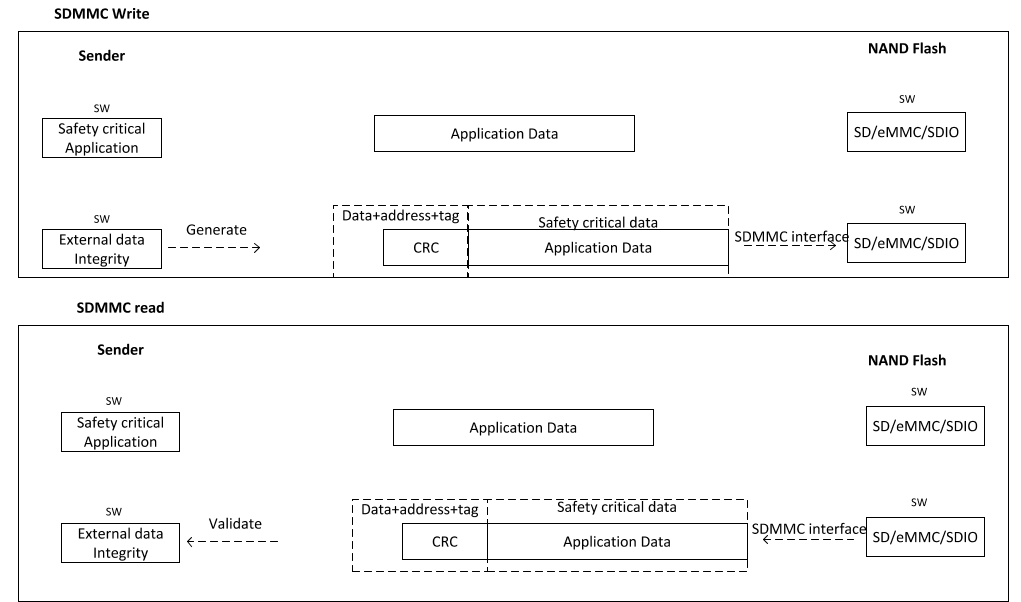 SDMMC Write
Sender
NAND Flash
SW
Safety critical
Application
Application Data
SW
SD/eMMC/SDIO
SW
External data
Integrity
Generate
Data+address+tag
CRC
Safety critical data
Application Data
SDMMC interface
SW
SD/eMMC/SDIO
SDMMC read
Sender
NAND Flash
SW
Safety critical
Application
Application Data
SW
SD/eMMC/SDIO
SW
External data
Integrity
Validate
Data+address+tag
CRC
Safety critical data
Application Data
SDMMC interface
SW
SD/eMMC/SDIO